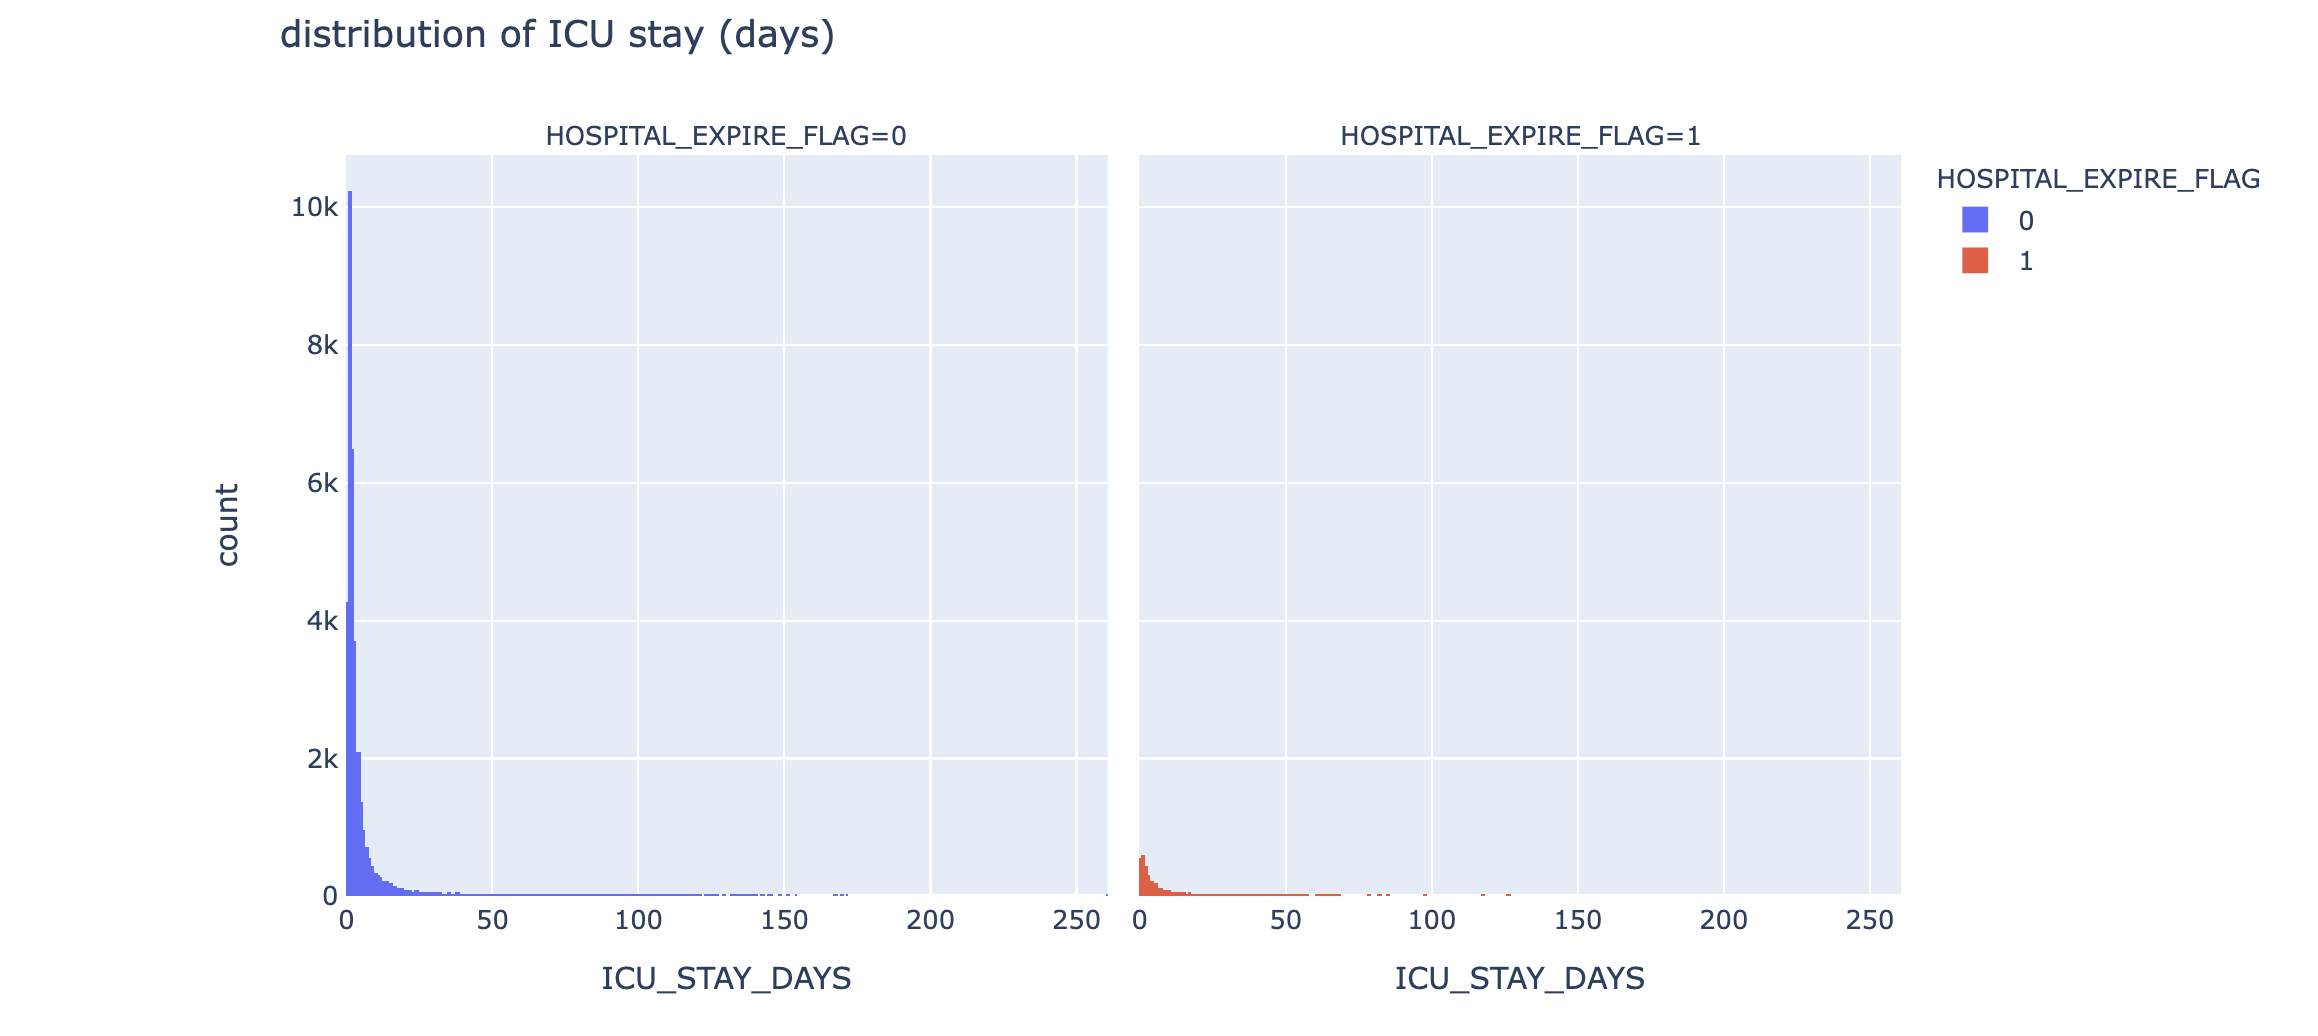 distribution of ICU stay (days)
HOSPITAL_EXPIRE_FLAG=0
HOSPITAL_EXPIRE_FLAG=1
HOSPITAL_EXPIRE_FLAG
0
1
10k
8k
6k
4k
2k
0
count
0 50 100 150 200 250
0 50 100 150 200 250
ICU_STAY_DAYS
ICU_STAY_DAYS